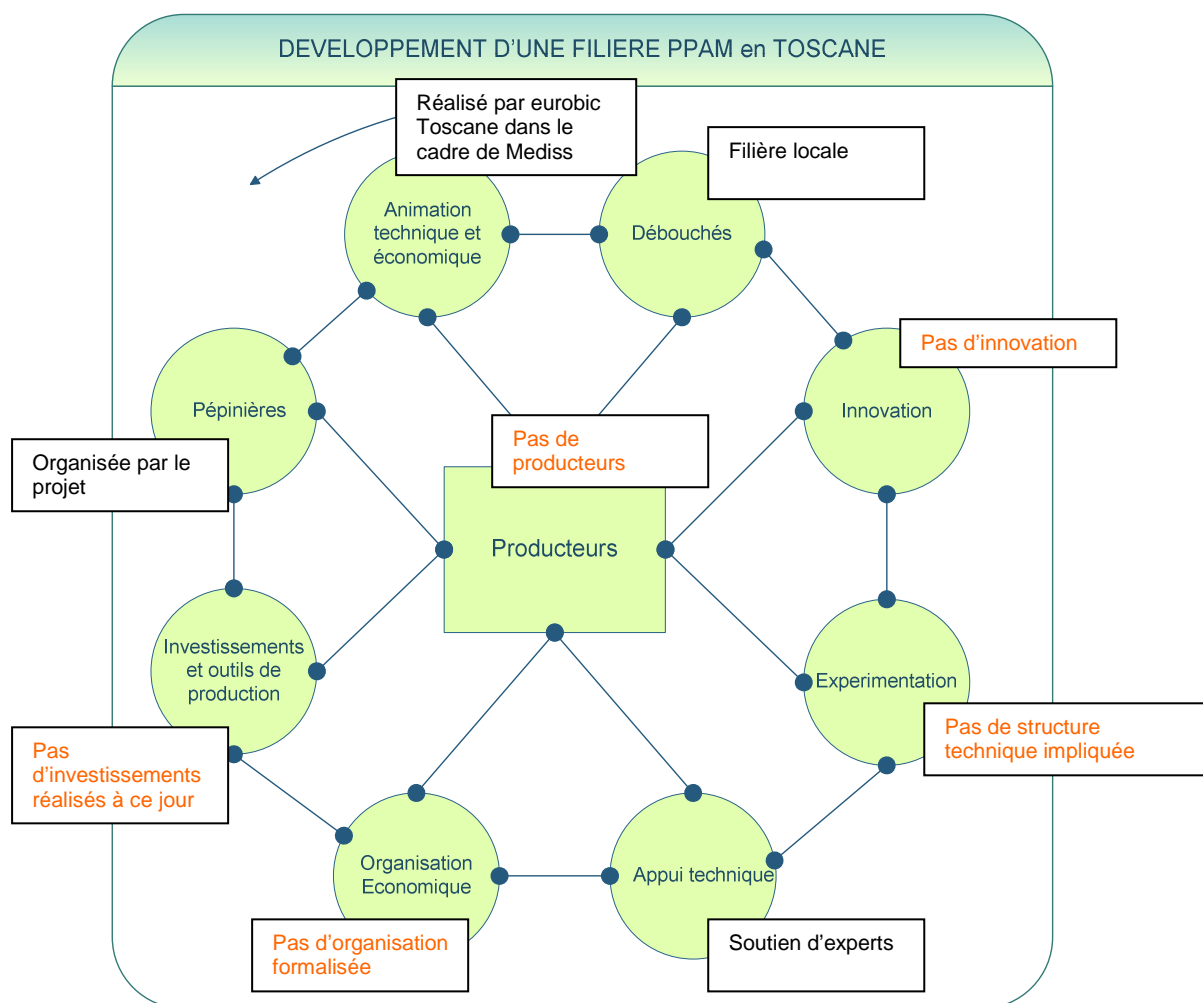 DEVELOPPEMENT D'UNE FILIERE PPAM en TOSCANE
Réalisé par eurobic
Toscane dans le
cadre de Mediss
Filière locale
Animation
technique et
économique
Débouchés
Pas d'innovation
Pépinières
Innovation
Organisée par le
projet
Pas de
producteurs
Producteurs
Investissements
et outils de
production
Experimentation
Pas
d'investissements
réalisés à ce jour
Pas de structure
technique impliquée
Organisation
Economique
Appui technique
Pas d'organisation
formalisée
Soutien d'experts